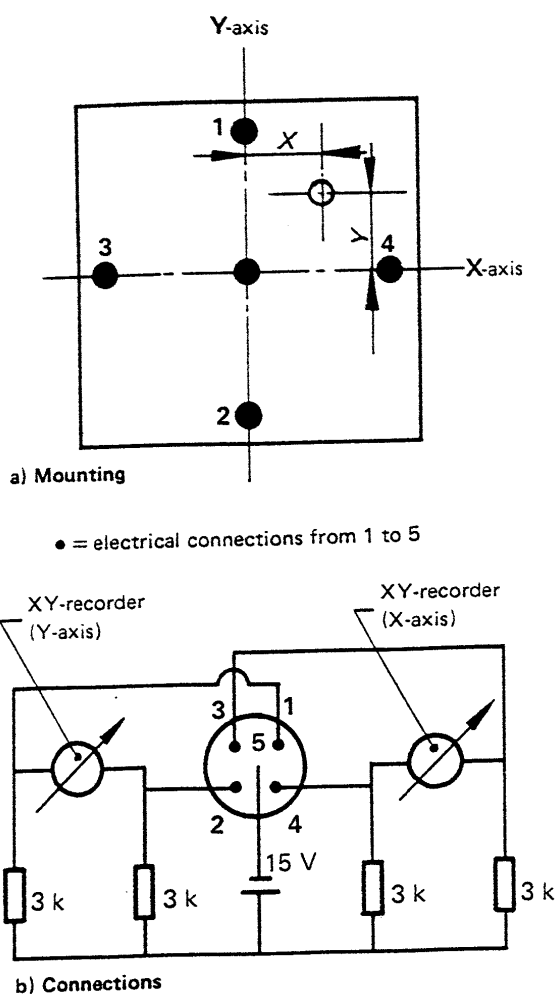 Y-axis
1
X
3
4
Y
X-axis
2
a) Mounting
● = electrical connections from 1 to 5
XY-recorder
(Y-axis)
XY-recorder
(X-axis)
3
1
5
2
4
15 V
3 k
3 k
3 k
3 k
b) Connections